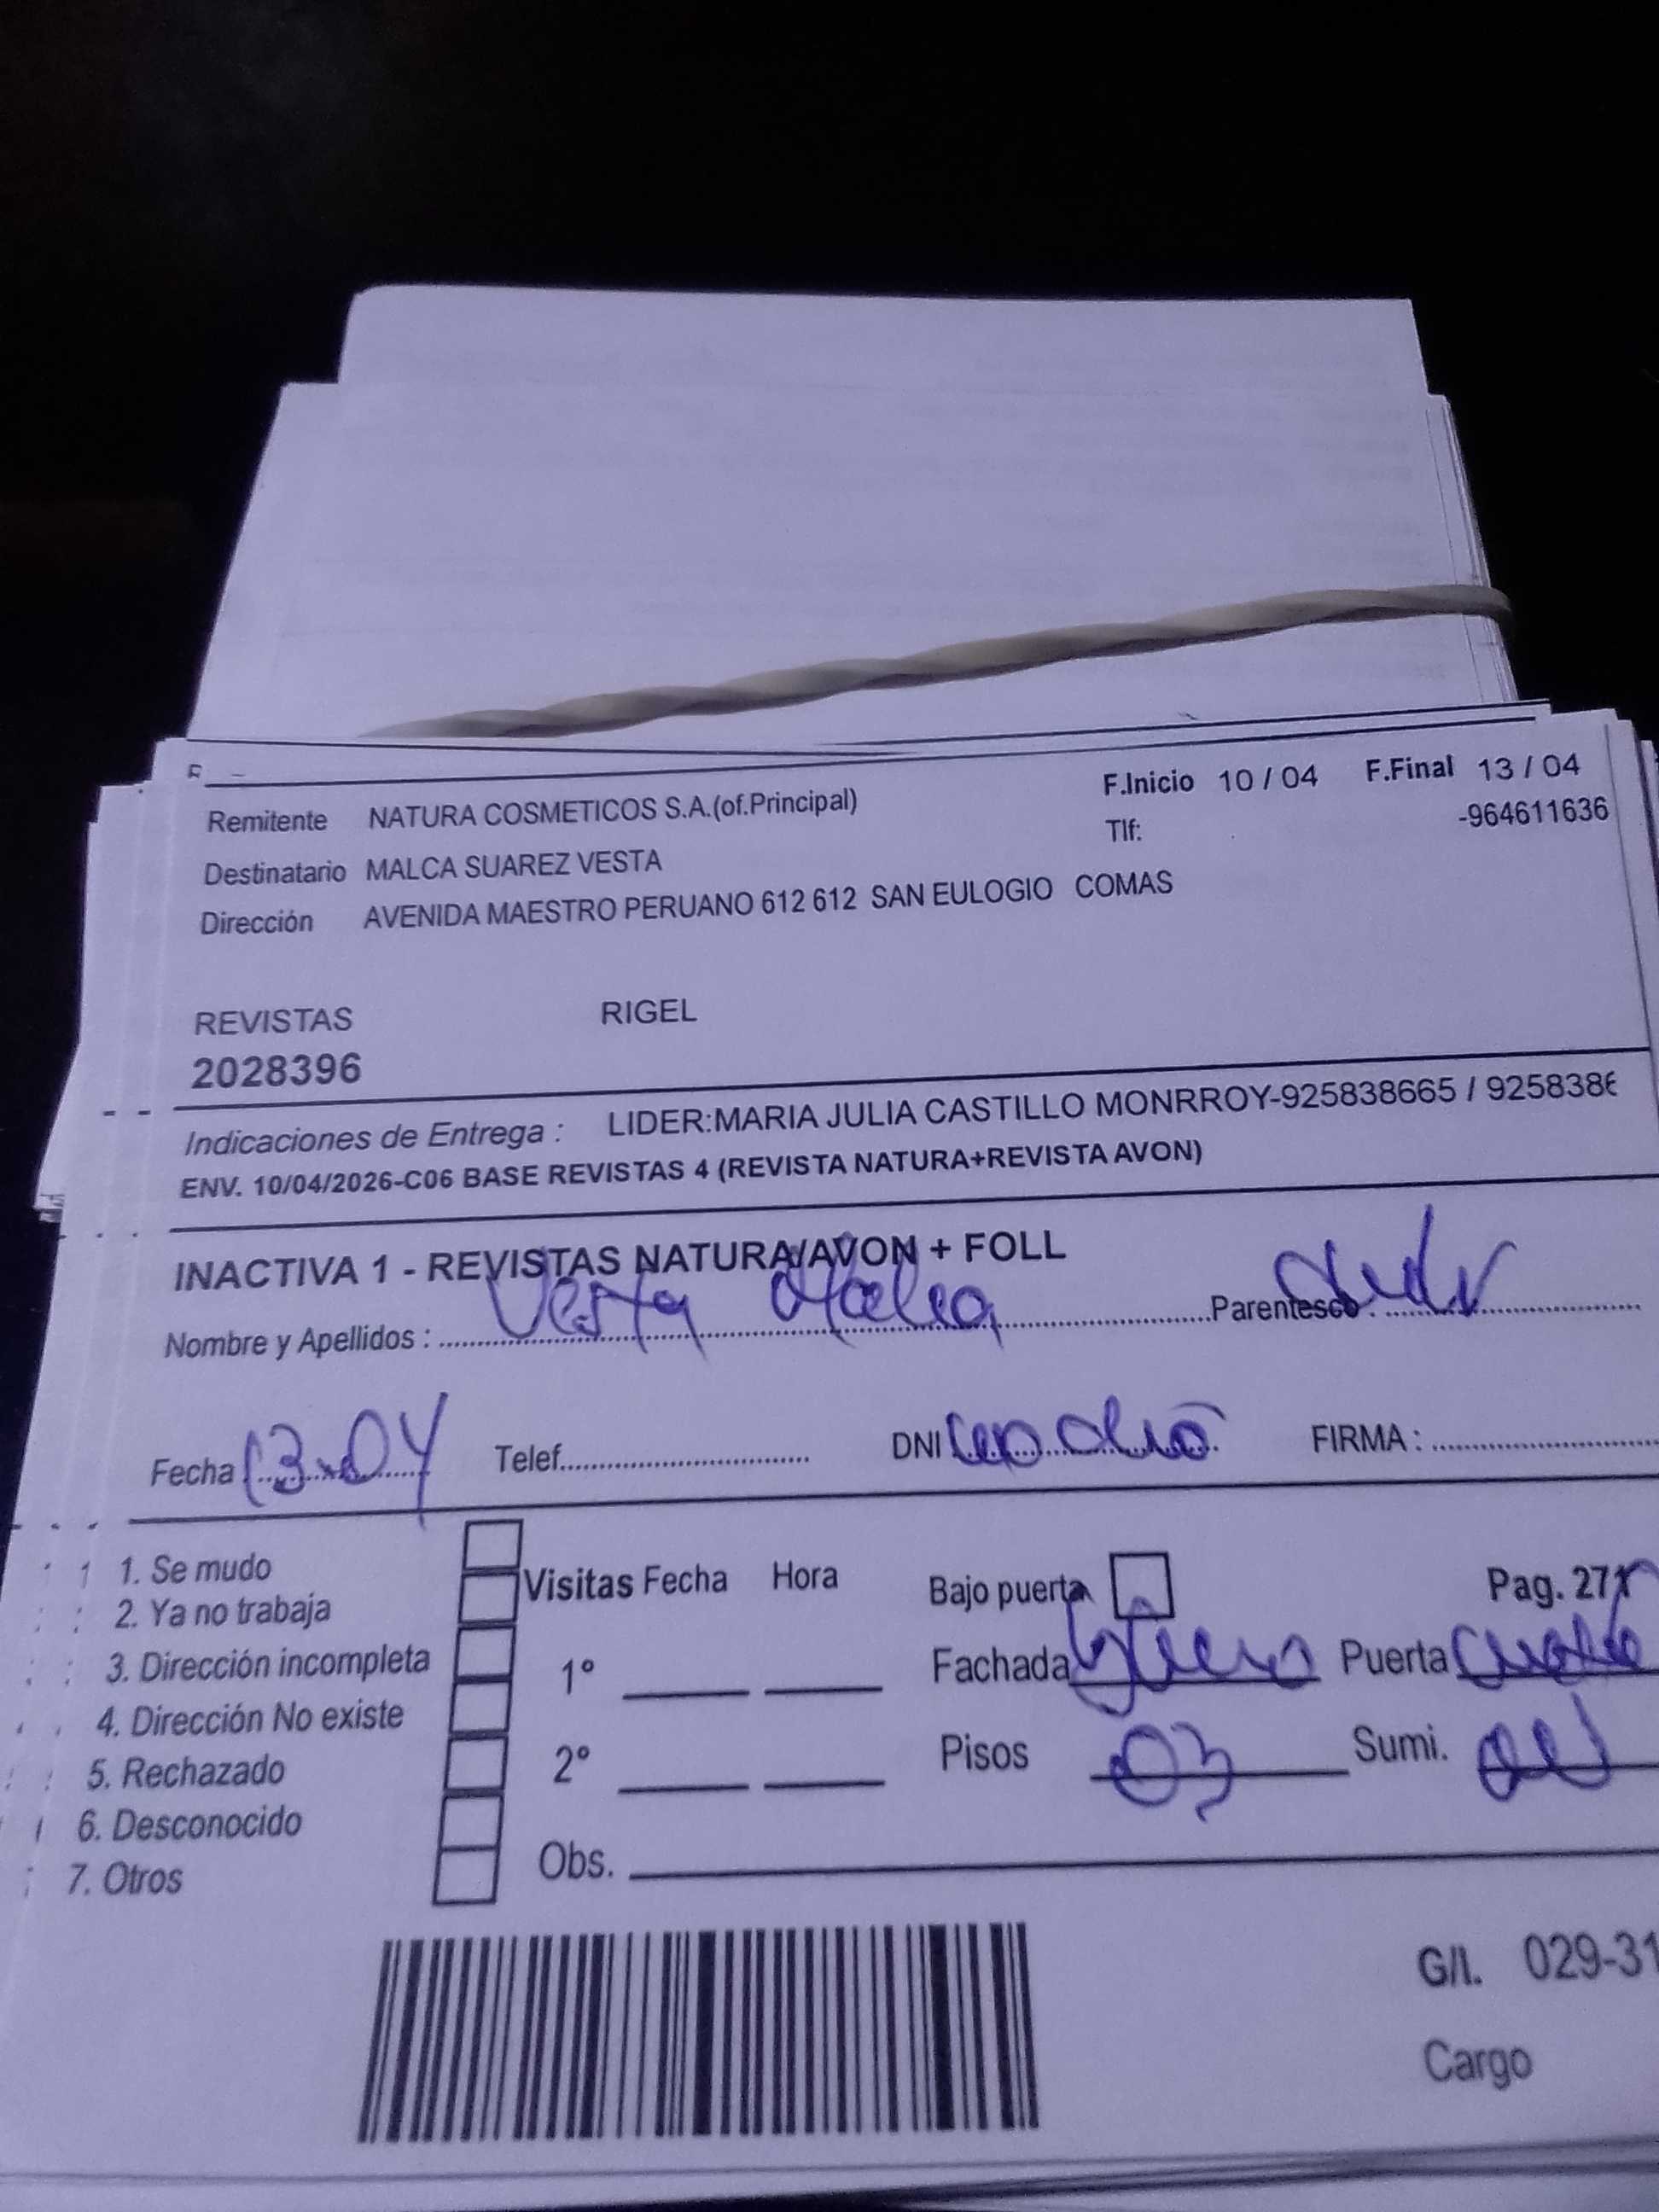 Remitente NATURA COSMETICOS S.A.(of.Principal) F.Inicio 10 / 04 F.Final 13 / 04
Tlf: -964611636
Destinatario MALCA SUAREZ VESTA
Dirección AVENIDA MAESTRO PERUANO 612 612 SAN EULOGIO COMAS
REVISTAS RIGEL
2028396
Indicaciones de Entrega : LIDER:MARIA JULIA CASTILLO MONRROY-925838665 / 9258386
ENV. 10/04/2026-C06 BASE REVISTAS 4 (REVISTA NATURA+REVISTA AVON)
INACTIVA 1 - REVISTAS NATURA/AVON + FOLL
Nombre y Apellidos : Vesta Parentesco :
Fecha 13-04 Telef. DNI FIRMA :
1. Se mudo
2. Ya no trabaja
3. Dirección incompleta
4. Dirección No existe
5. Rechazado
6. Desconocido
7. Otros
Visitas Fecha Hora
1º
2º
Obs.
Bajo puerta Pag. 271
Fachada Puerta
Pisos 03 Sumi.
G/I. 029-31
Cargo